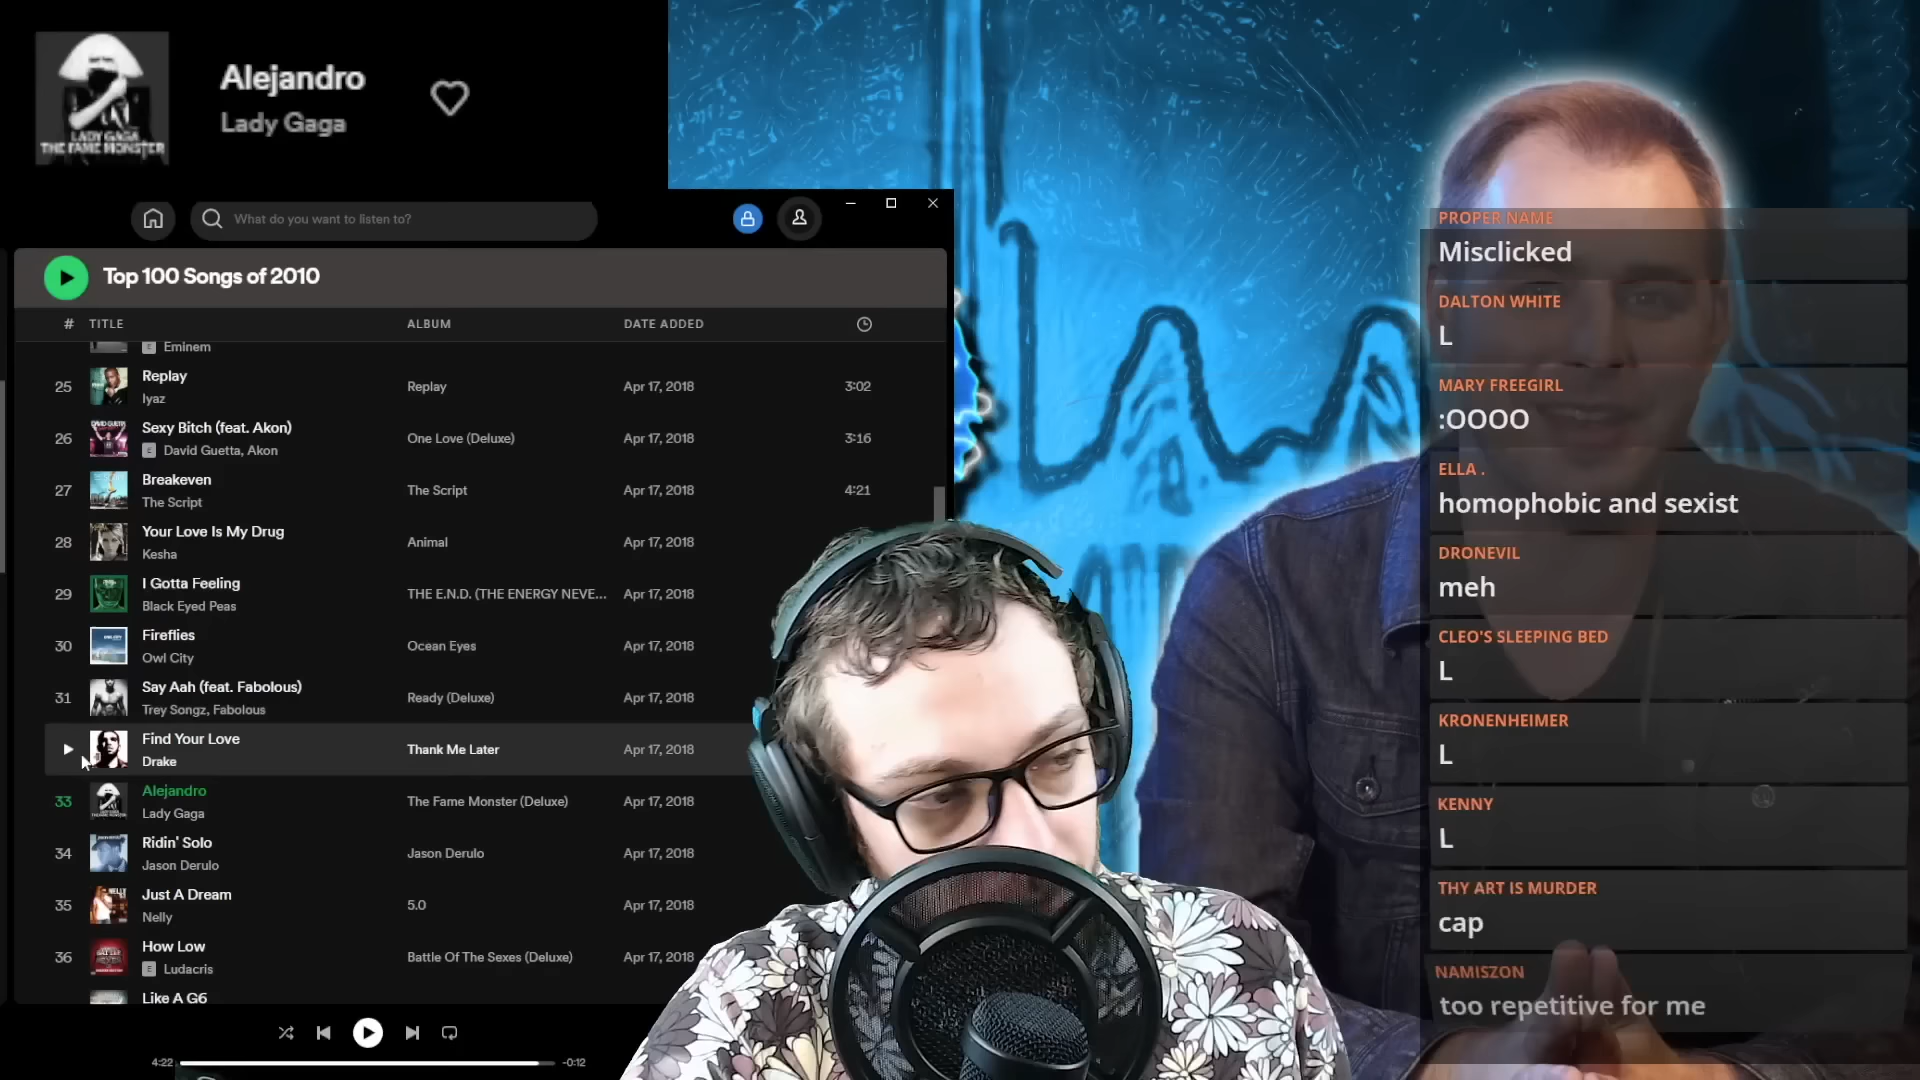 Alejandro
Lady Gaga
LADY GAGA
THE FAME MONSTER
What do you want to listen to?
Top 100 Songs of 2010
# TITLE ALBUM DATE ADDED
E Eminem
25 Replay Replay Apr 17, 2018 3:02
Iyaz
26 Sexy Bitch (feat. Akon) One Love (Deluxe) Apr 17, 2018 3:16
E David Guetta, Akon
27 Breakeven The Script Apr 17, 2018 4:21
The Script
28 Your Love Is My Drug Animal Apr 17, 2018
Kesha
29 I Gotta Feeling THE E.N.D. (THE ENERGY NEVE... Apr 17, 2018
Black Eyed Peas
30 Fireflies Ocean Eyes Apr 17, 2018
Owl City
31 Say Aah (feat. Fabolous) Ready (Deluxe) Apr 17, 2018
Trey Songz, Fabolous
Find Your Love Thank Me Later Apr 17, 2018
Drake
33 Alejandro The Fame Monster (Deluxe) Apr 17, 2018
Lady Gaga
34 Ridin' Solo Jason Derulo Apr 17, 2018
Jason Derulo
35 Just A Dream 5.0 Apr 17, 2018
Nelly
36 How Low Battle Of The Sexes (Deluxe) Apr 17, 2018
E Ludacris
Like A G6
4:22 -0:12
PROPER NAME
Misclicked
DALTON WHITE
L
MARY FREEGIRL
:OOOO
ELLA .
homophobic and sexist
DRONEVIL
meh
CLEO'S SLEEPING BED
L
KRONENHEIMER
L
KENNY
L
THY ART IS MURDER
cap
NAMISZON
too repetitive for me